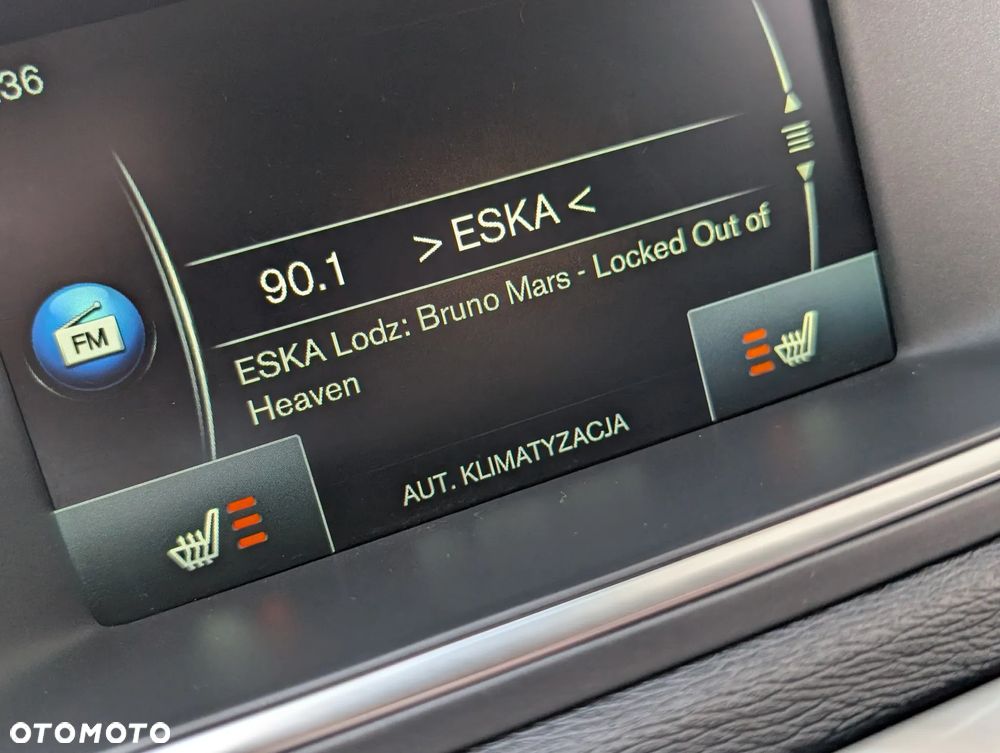 :36
90.1 > ESKA <
ESKA Lodz: Bruno Mars - Locked Out of
Heaven
FM
AUT. KLIMATYZACJA
OTOMOTO